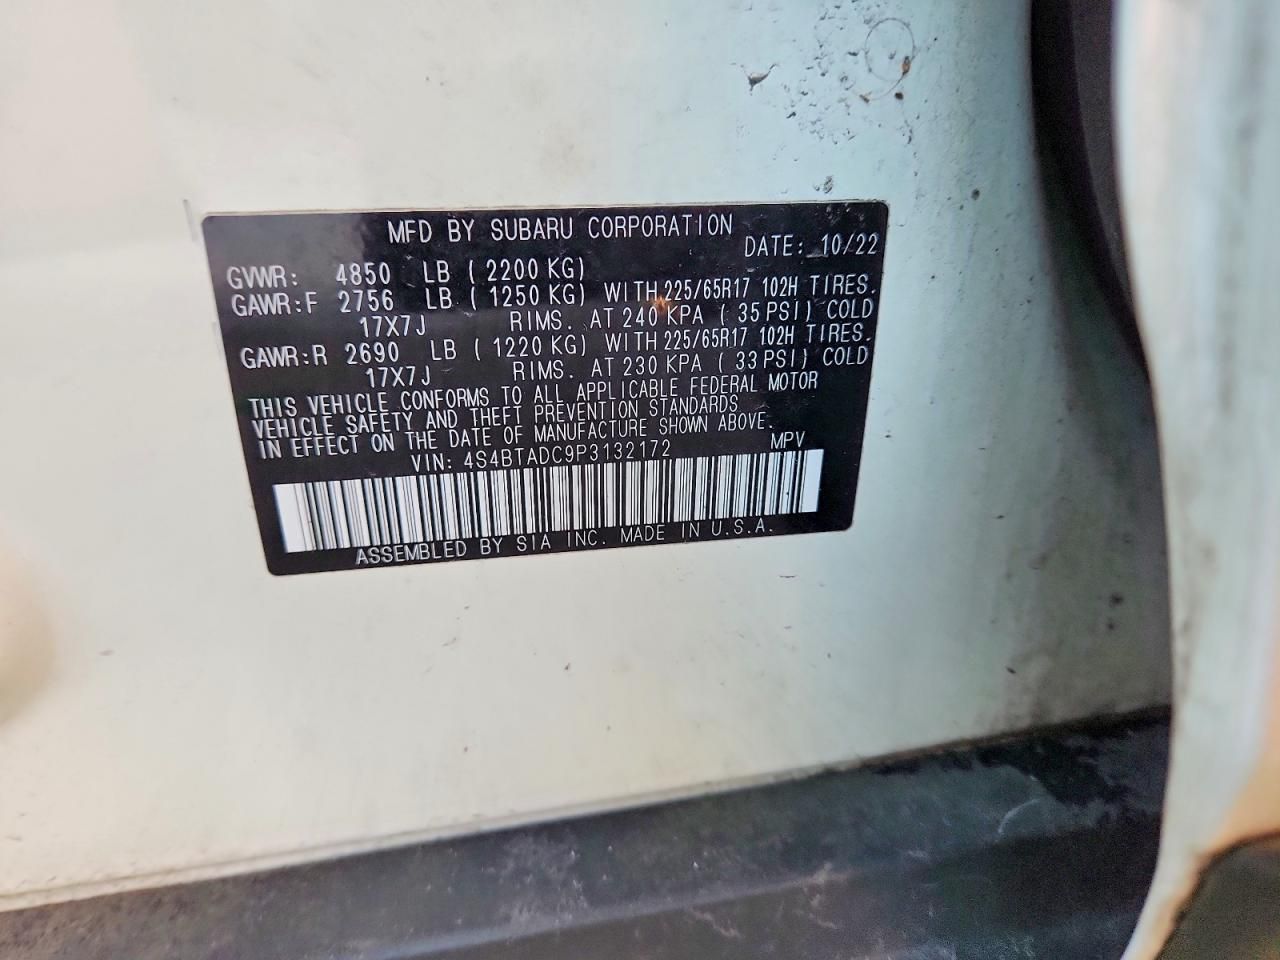 MFD BY SUBARU CORPORATION
DATE: 10/22
GVWR: 4850 LB ( 2200 KG)
GAWR:F 2756 LB ( 1250 KG) WITH 225/65R17 102H TIRES.
17X7J RIMS. AT 240 KPA ( 35 PSI) COLD
GAWR:R 2690 LB ( 1220 KG) WITH 225/65R17 102H TIRES.
17X7J RIMS. AT 230 KPA ( 33 PSI) COLD
THIS VEHICLE CONFORMS TO ALL APPLICABLE FEDERAL MOTOR
VEHICLE SAFETY AND THEFT PREVENTION STANDARDS
IN EFFECT ON THE DATE OF MANUFACTURE SHOWN ABOVE.
VIN: 4S4BTADC9P3132172 MPV
ASSEMBLED BY SIA INC. MADE IN U.S.A.